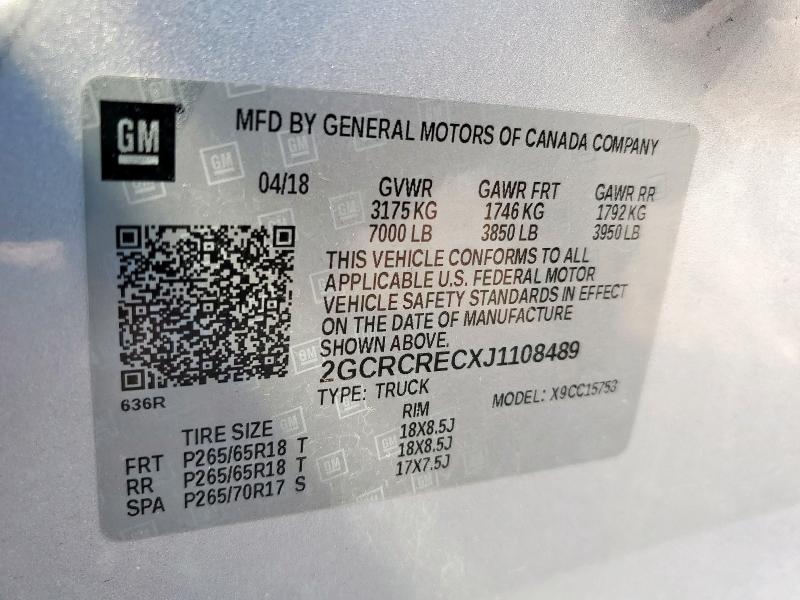 GM
MFD BY GENERAL MOTORS OF CANADA COMPANY
04/18 GVWR GAWR FRT GAWR RR
3175 KG 1746 KG 1792 KG
7000 LB 3850 LB 3950 LB
THIS VEHICLE CONFORMS TO ALL
APPLICABLE U.S. FEDERAL MOTOR
VEHICLE SAFETY STANDARDS IN EFFECT
ON THE DATE OF MANUFACTURE
SHOWN ABOVE.
2GCRCRECXJ1108489
TYPE: TRUCK MODEL: X9CC15753
636R
TIRE SIZE RIM
FRT P265/65R18 T 18X8.5J
RR P265/65R18 T 18X8.5J
SPA P265/70R17 S 17X7.5J